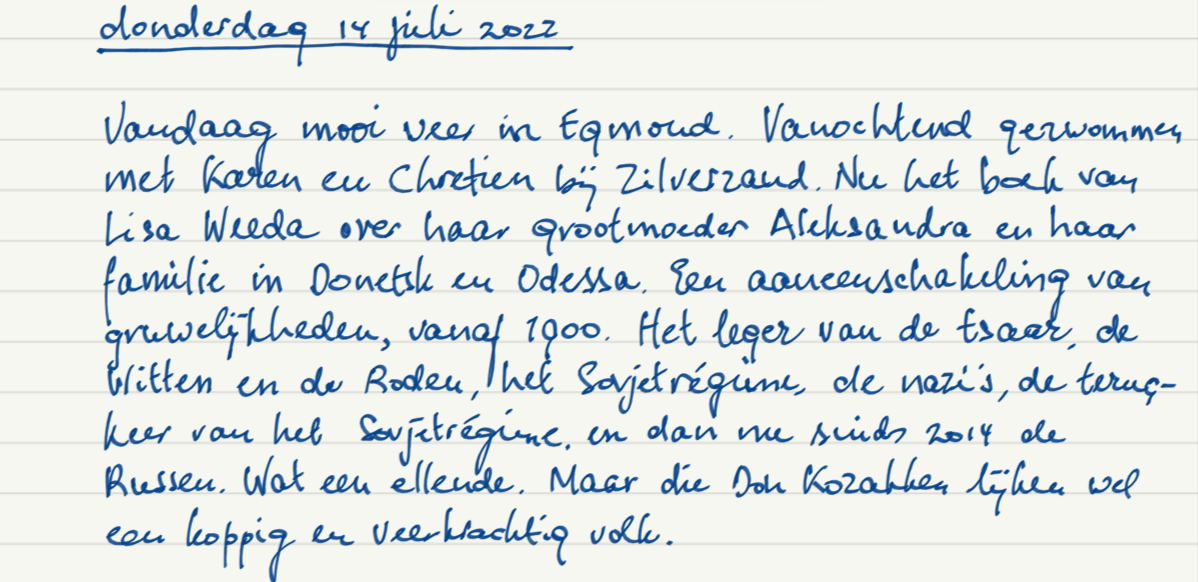 donderdag 14 juli 2022
Vandaag mooi weer in Egmond. Vanochtend gezwommen
met Karen en Chretien bij Zilverzand. Nu het boek van
Lisa Weeda over haar grootmoeder Aleksandra en haar
familie in Donetsk en Odessa. Een aaneenschakeling van
gruwelijkheden, vanaf 1900. Het leger van de tsaar, de
Witten en de Roden, het Sovjetrégime, de nazi's, de terug-
keer van het Sovjetrégime, en dan nu sinds 2014 de
Russen. Wat een ellende. Maar die Don Kozakken lijken wel
een koppig en veerkrachtig volk.